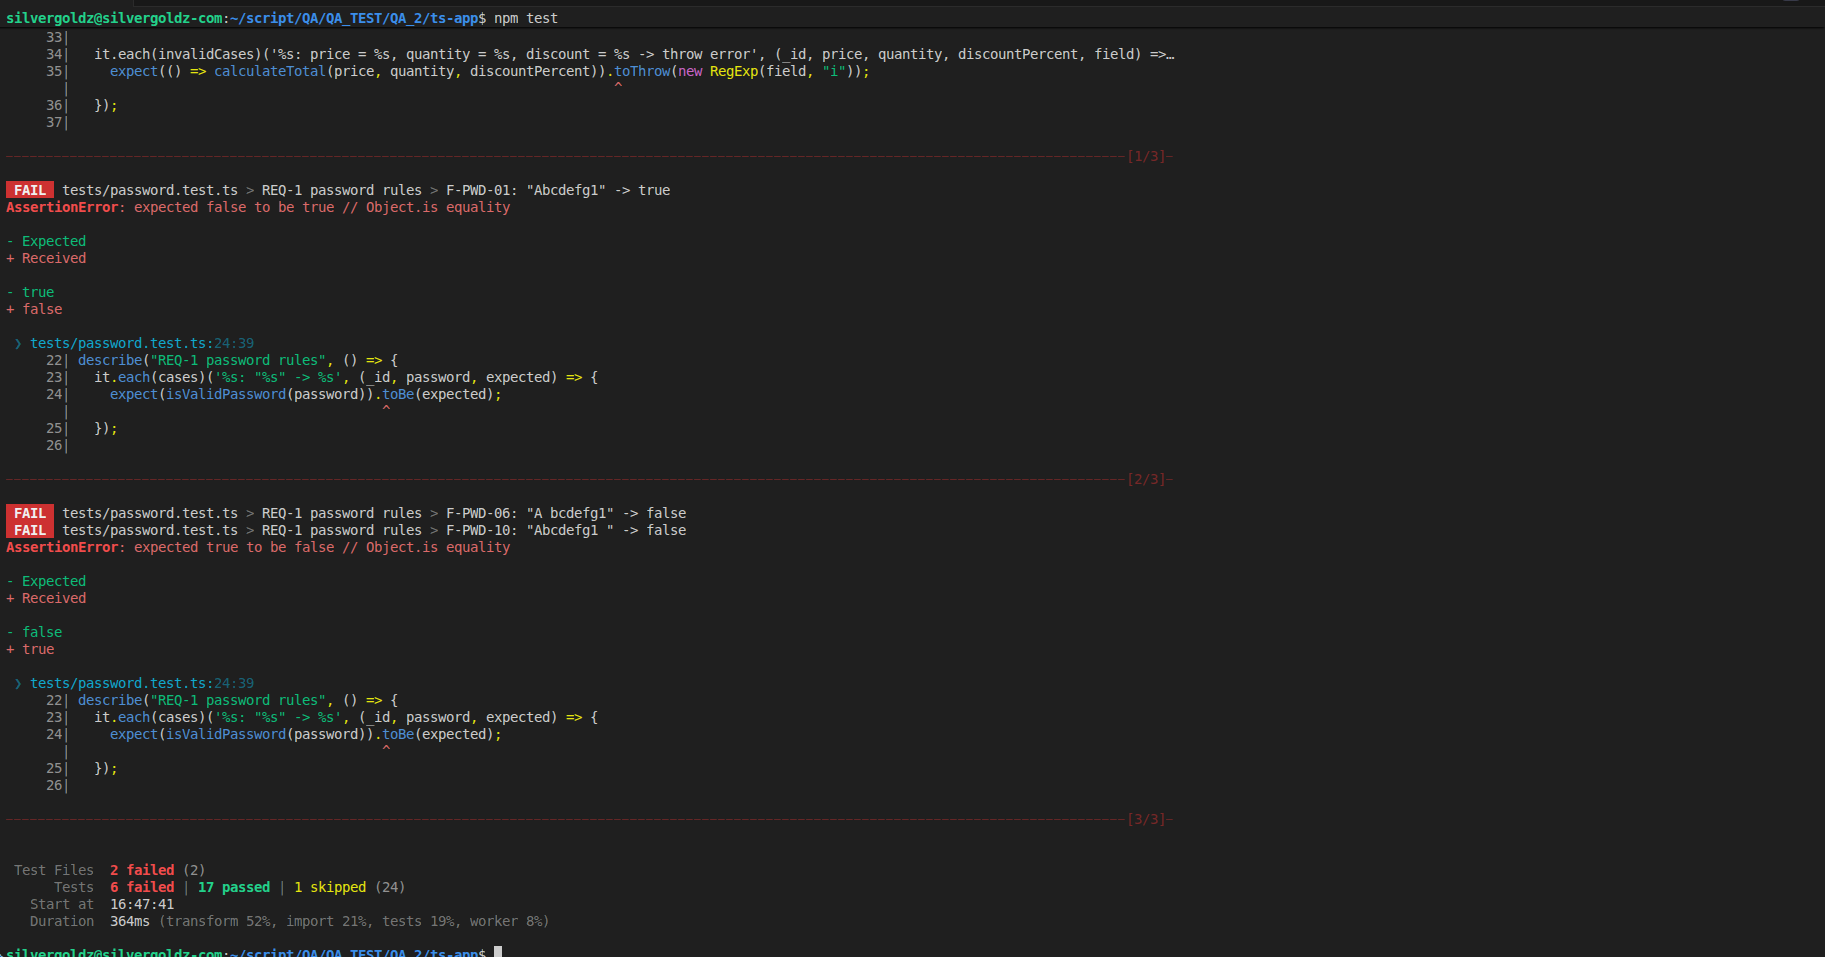 silvergoldz@silvergoldz-com:~/script/QA/QA_TEST/QA_2/ts-app$ npm test
33|
34|   it.each(invalidCases)('%s: price = %s, quantity = %s, discount = %s -> throw error', (_id, price, quantity, discountPercent, field) =>…
35|     expect(() => calculateTotal(price, quantity, discountPercent)).toThrow(new RegExp(field, "i"));
|                                                                    ^
36|   });
37|
[1/3]
FAIL  tests/password.test.ts > REQ-1 password rules > F-PWD-01: "Abcdefg1" -> true
AssertionError: expected false to be true // Object.is equality
- Expected
+ Received
- true
+ false
❯ tests/password.test.ts:24:39
22| describe("REQ-1 password rules", () => {
23|   it.each(cases)('%s: "%s" -> %s', (_id, password, expected) => {
24|     expect(isValidPassword(password)).toBe(expected);
|                                       ^
25|   });
26|
[2/3]
FAIL  tests/password.test.ts > REQ-1 password rules > F-PWD-06: "A bcdefg1" -> false
FAIL  tests/password.test.ts > REQ-1 password rules > F-PWD-10: "Abcdefg1 " -> false
AssertionError: expected true to be false // Object.is equality
- Expected
+ Received
- false
+ true
❯ tests/password.test.ts:24:39
22| describe("REQ-1 password rules", () => {
23|   it.each(cases)('%s: "%s" -> %s', (_id, password, expected) => {
24|     expect(isValidPassword(password)).toBe(expected);
|                                       ^
25|   });
26|
[3/3]
Test Files  2 failed (2)
Tests  6 failed | 17 passed | 1 skipped (24)
Start at  16:47:41
Duration  364ms (transform 52%, import 21%, tests 19%, worker 8%)
silvergoldz@silvergoldz-com:~/script/QA/QA_TEST/QA_2/ts-app$